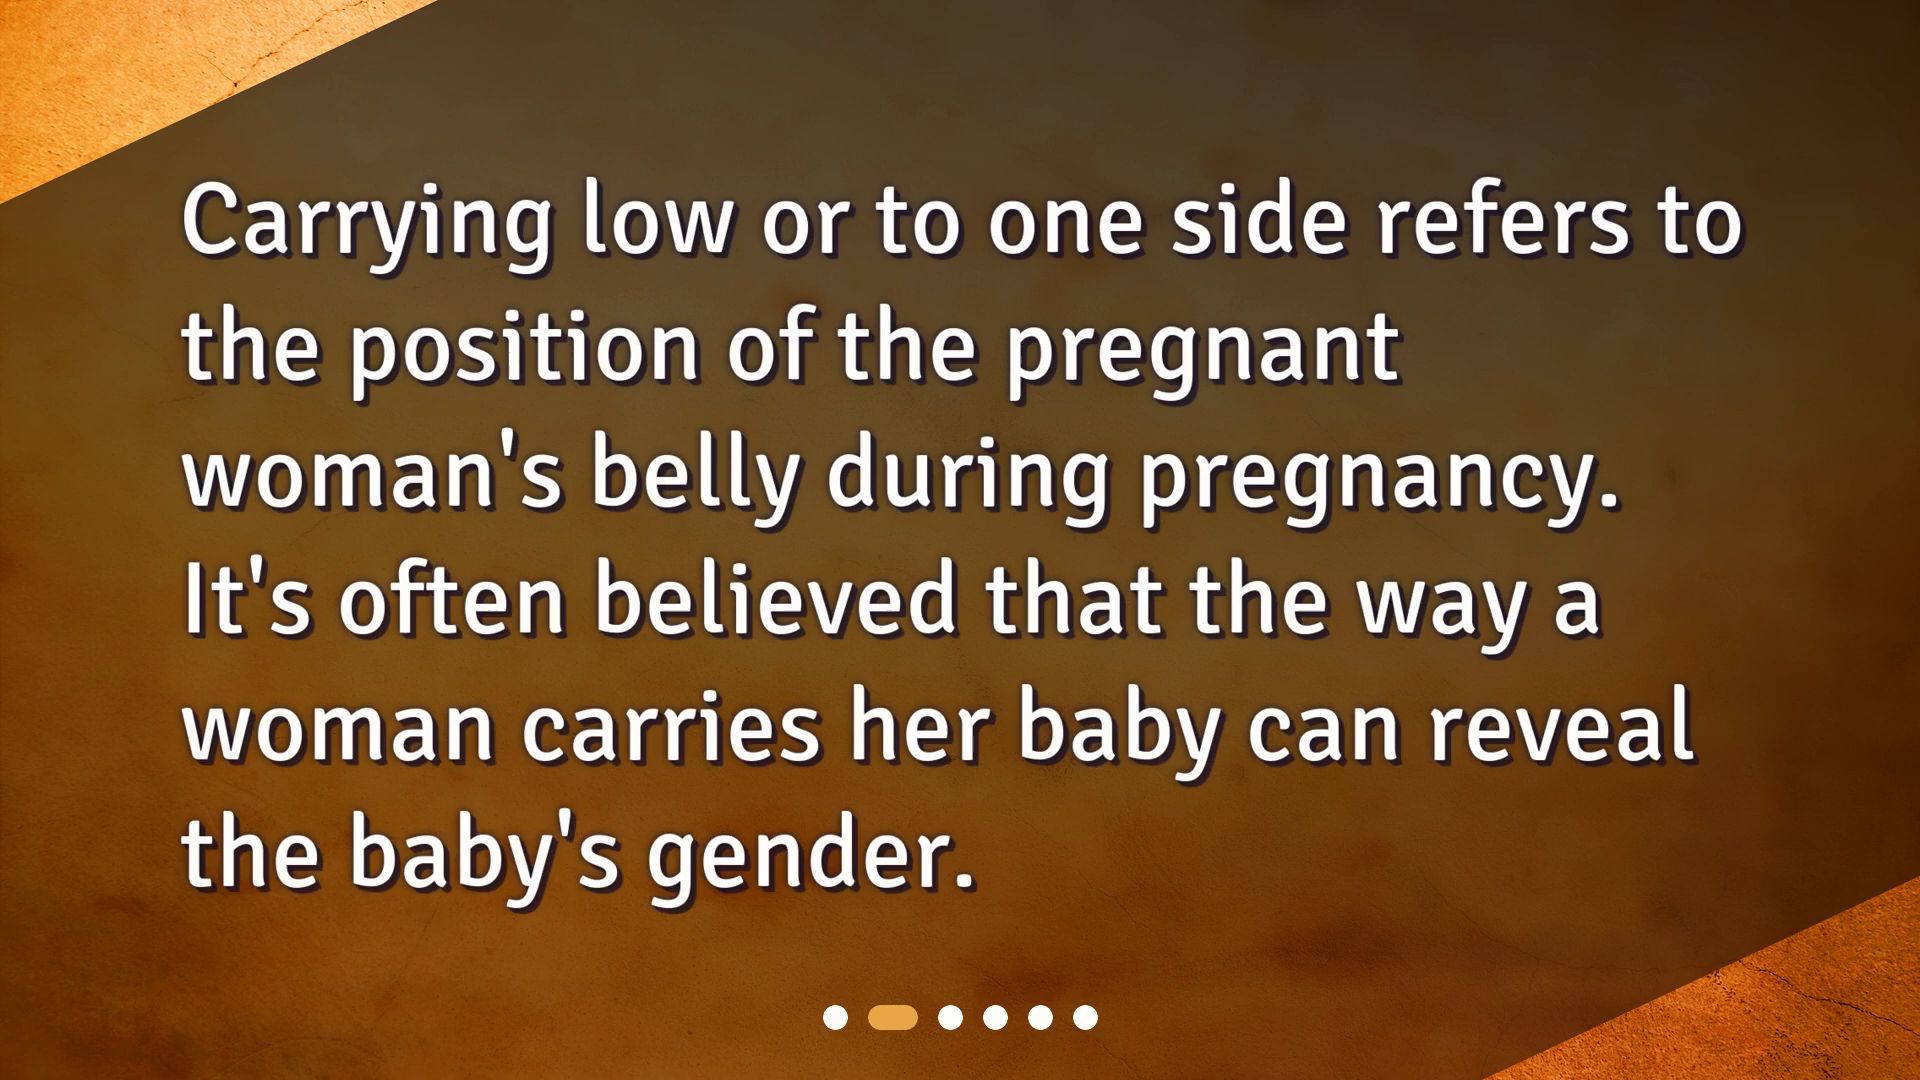 Carrying low or to one side refers to
the position of the pregnant
woman's belly during pregnancy.
It's often believed that the way a
woman carries her baby can reveal
the baby's gender.